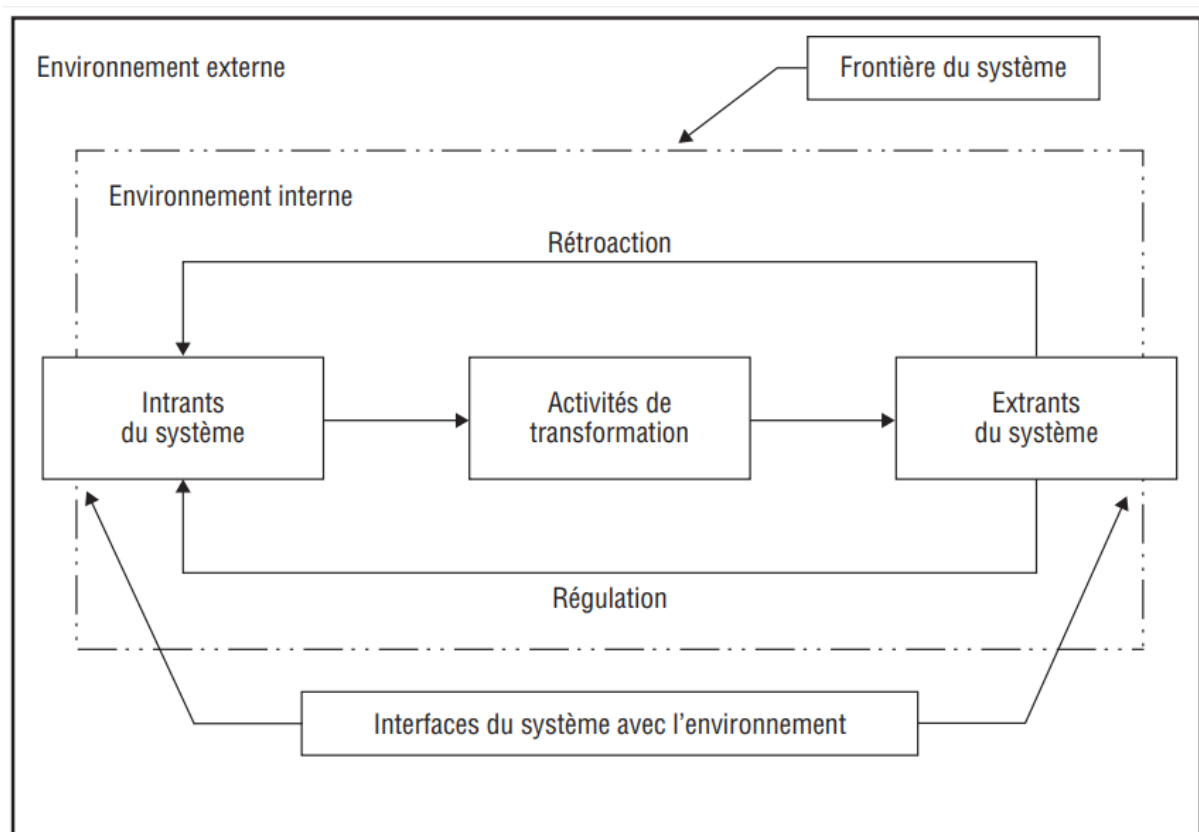 Environnement externe
Frontière du système
Environnement interne
Rétroaction
Intrants
du système
Activités de
transformation
Extrants
du système
Régulation
Interfaces du système avec l’environnement